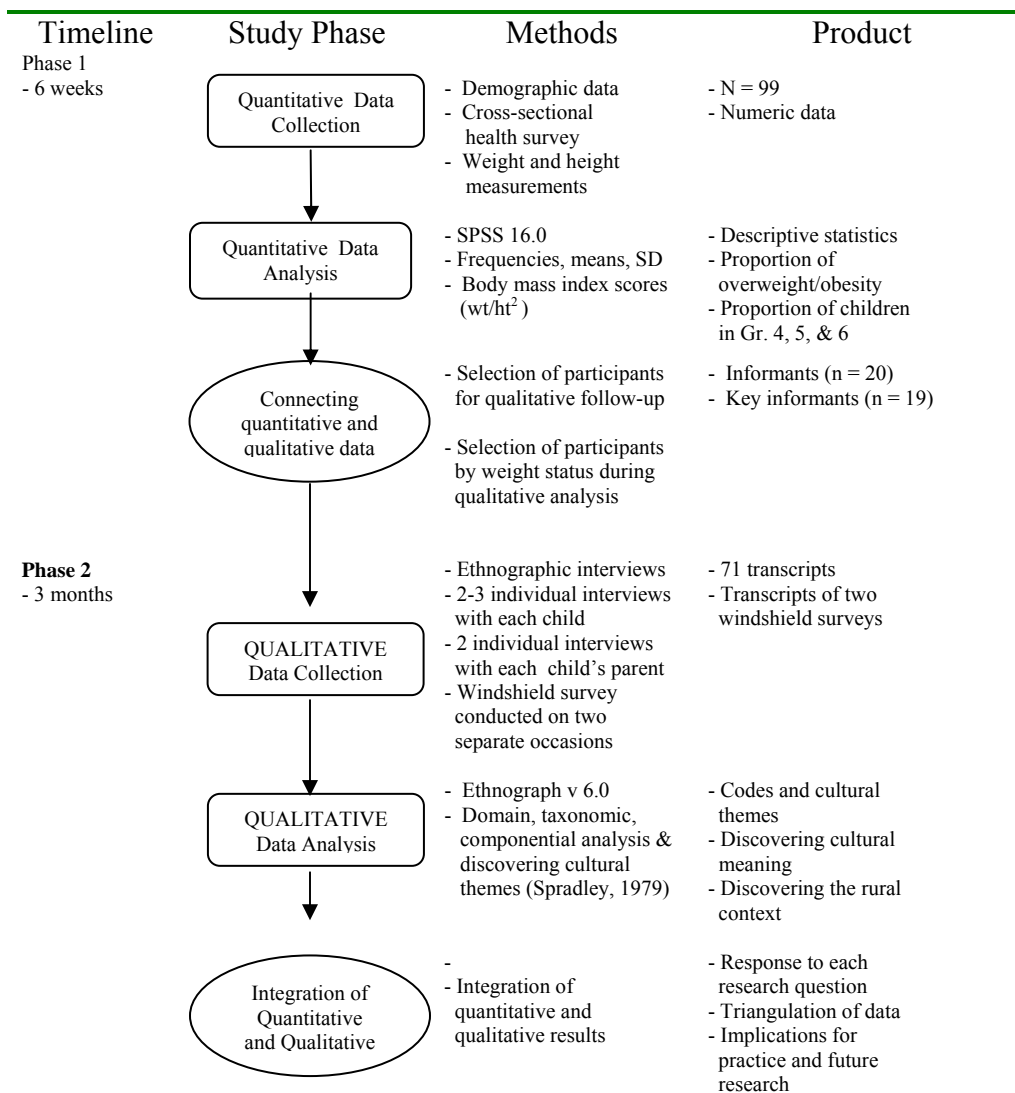 Timeline Study Phase Methods Product
Phase 1
- 6 weeks
Quantitative Data
Collection
- Demographic data
- Cross-sectional
health survey
- Weight and height
measurements
- N = 99
- Numeric data
Quantitative Data
Analysis
- SPSS 16.0
- Frequencies, means, SD
- Body mass index scores
(wt/ht²)
- Descriptive statistics
- Proportion of
overweight/obesity
- Proportion of children
in Gr. 4, 5, & 6
Connecting
quantitative and
qualitative data
- Selection of participants
for qualitative follow-up
- Selection of participants
by weight status during
qualitative analysis
- Informants (n = 20)
- Key informants (n = 19)
Phase 2
- 3 months
QUALITATIVE
Data Collection
- Ethnographic interviews
- 2-3 individual interviews
with each child
- 2 individual interviews
with each child's parent
- Windshield survey
conducted on two
separate occasions
- 71 transcripts
- Transcripts of two
windshield surveys
QUALITATIVE
Data Analysis
- Ethnograph v 6.0
- Domain, taxonomic,
componential analysis &
discovering cultural
themes (Spradley, 1979)
- Codes and cultural
themes
- Discovering cultural
meaning
- Discovering the rural
context
Integration of
Quantitative
and Qualitative
-
- Integration of
quantitative and
qualitative results
- Response to each
research question
- Triangulation of data
- Implications for
practice and future
research